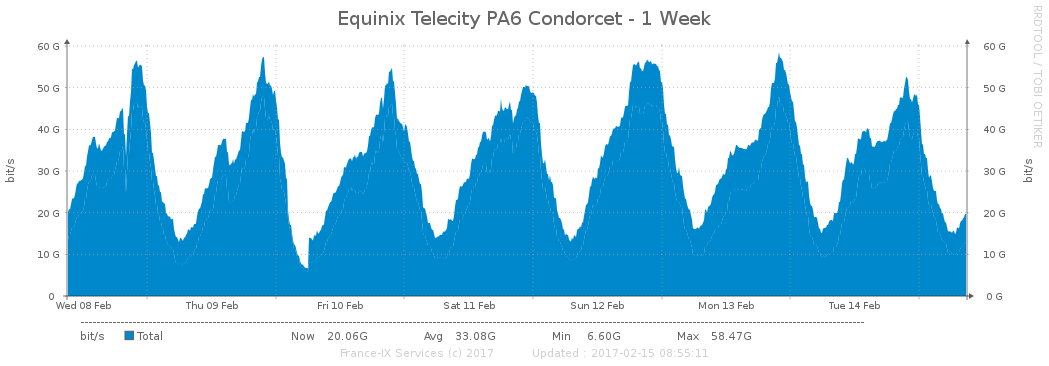 Equinix Telecity PA6 Condorcet - 1 Week
RRDTOOL / TOBI OETIKER
60 G 60 G
50 G 50 G
40 G 40 G
30 G 30 G
20 G 20 G
10 G 10 G
0 0 G
bit/s bit/s
Wed 08 Feb Thu 09 Feb Fri 10 Feb Sat 11 Feb Sun 12 Feb Mon 13 Feb Tue 14 Feb
bit/s Total Now 20.06G Avg 33.08G Min 6.60G Max 58.47G
France-IX Services (c) 2017 Updated : 2017-02-15 08:55:11